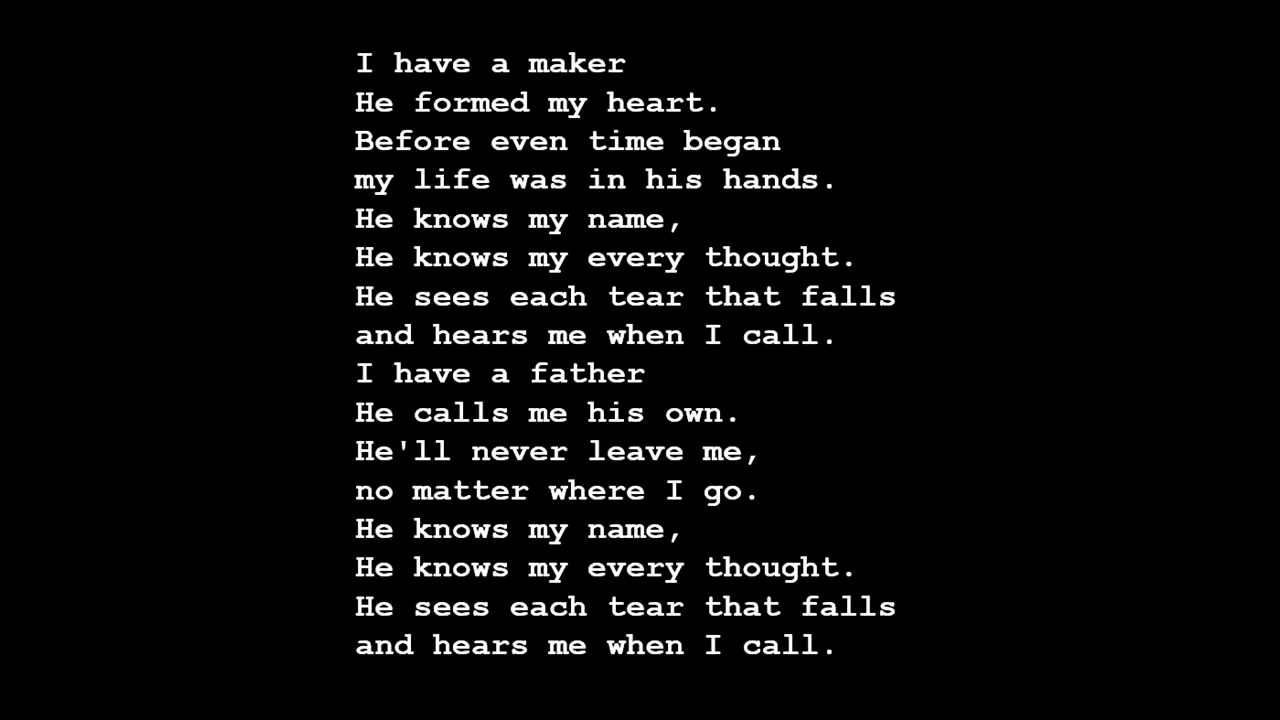 I have a maker
He formed my heart.
Before even time began
my life was in his hands.
He knows my name,
He knows my every thought.
He sees each tear that falls
and hears me when I call.
I have a father
He calls me his own.
He'll never leave me,
no matter where I go.
He knows my name,
He knows my every thought.
He sees each tear that falls
and hears me when I call.